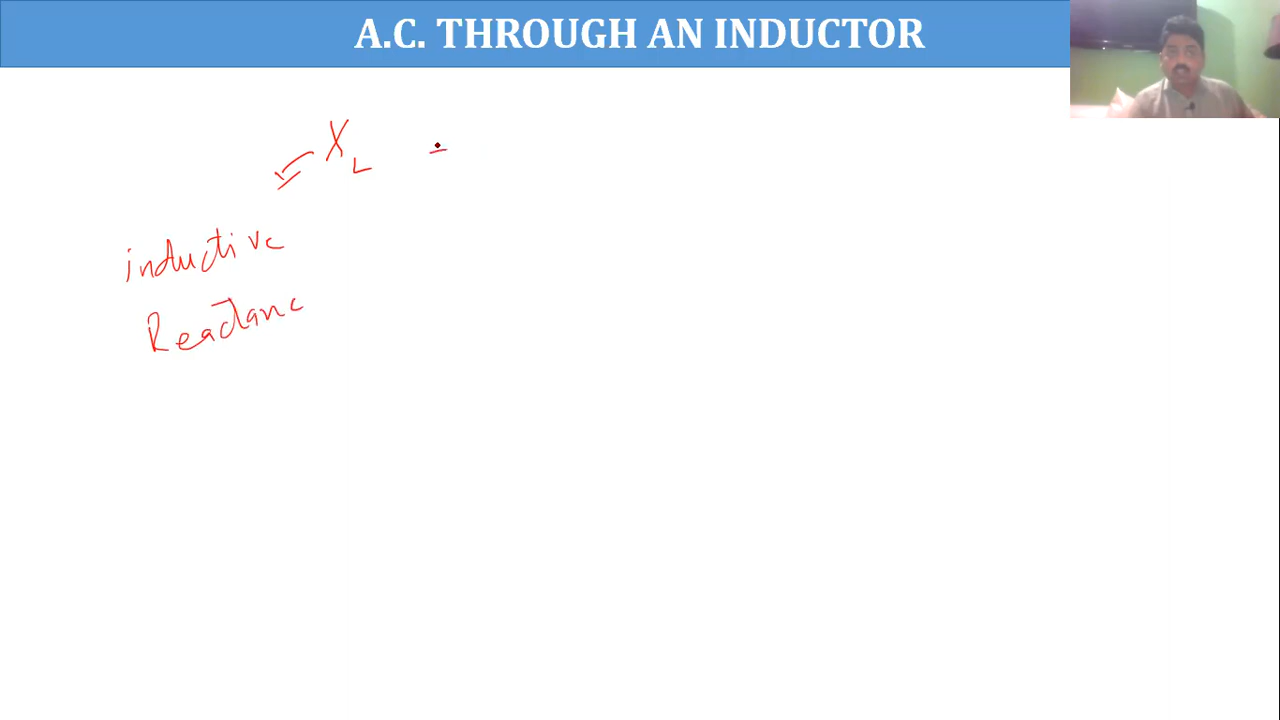 A.C. THROUGH AN INDUCTOR
X_L =
inductive
Reactanc